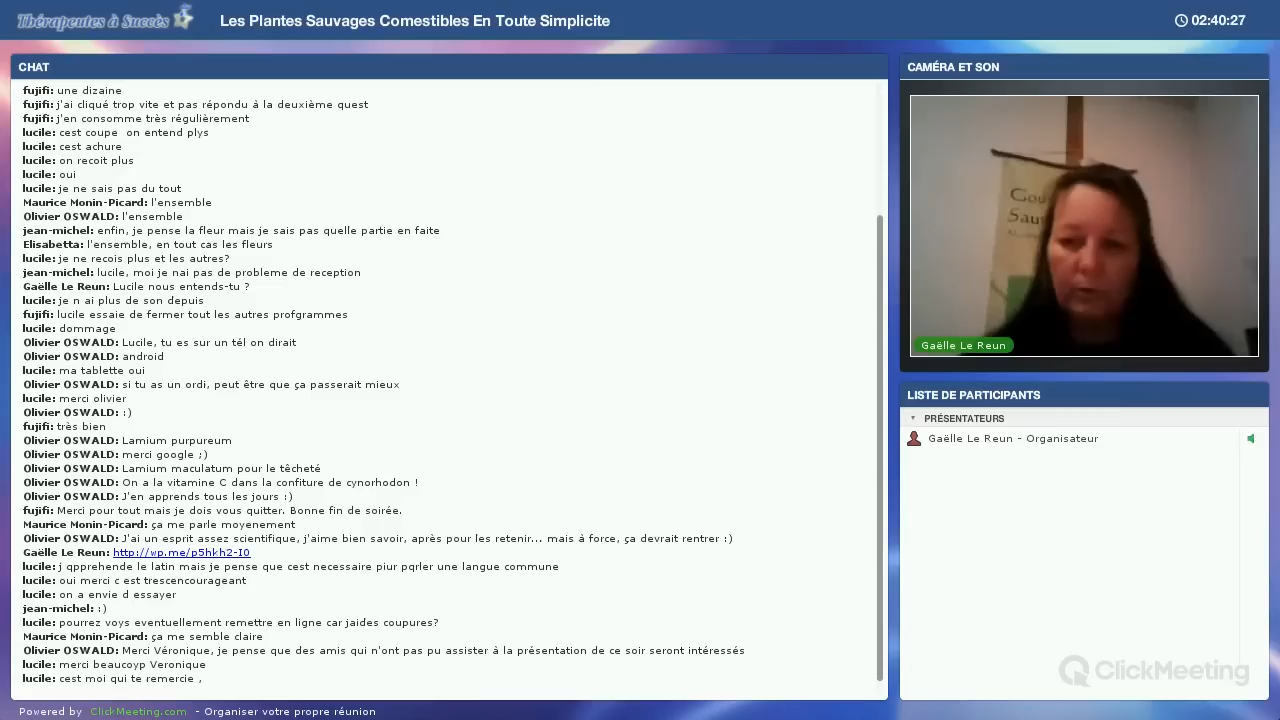 Thérapeutes à Succès
Les Plantes Sauvages Comestibles En Toute Simplicite
02:40:27
CHAT
fujifi: une dizaine
fujifi: j'ai cliqué trop vite et pas répondu à la deuxième quest
fujifi: j'en consomme très régulièrement
lucile: cest coupe on entend plys
lucile: cest achure
lucile: on recoit plus
lucile: oui
lucile: je ne sais pas du tout
Maurice Monin-Picard: l'ensemble
Olivier OSWALD: l'ensemble
jean-michel: enfin, je pense la fleur mais je sais pas quelle partie en faite
Elisabetta: l'ensemble, en tout cas les fleurs
lucile: je ne recois plus et les autres?
jean-michel: lucile, moi je nai pas de probleme de reception
Gaëlle Le Reun: Lucile nous entends-tu ?
lucile: je n ai plus de son depuis
fujifi: lucile essaie de fermer tout les autres profgrammes
lucile: dommage
Olivier OSWALD: Lucile, tu es sur un tél on dirait
Olivier OSWALD: android
lucile: ma tablette oui
Olivier OSWALD: si tu as un ordi, peut être que ça passerait mieux
lucile: merci olivier
Olivier OSWALD: :)
fujifi: très bien
Olivier OSWALD: Lamium purpureum
Olivier OSWALD: merci google ;)
Olivier OSWALD: Lamium maculatum pour le têcheté
Olivier OSWALD: On a la vitamine C dans la confiture de cynorhodon !
Olivier OSWALD: J'en apprends tous les jours :)
fujifi: Merci pour tout mais je dois vous quitter. Bonne fin de soirée.
Maurice Monin-Picard: ça me parle moyenement
Olivier OSWALD: J'ai un esprit assez scientifique, j'aime bien savoir, après pour les retenir... mais à force, ça devrait rentrer :)
Gaëlle Le Reun: http://wp.me/p5hkh2-I0
lucile: j qpprehende le latin mais je pense que cest necessaire piur pqrler une langue commune
lucile: oui merci c est trescencourageant
lucile: on a envie d essayer
jean-michel: :)
lucile: pourrez voys eventuellement remettre en ligne car jaides coupures?
Maurice Monin-Picard: ça me semble claire
Olivier OSWALD: Merci Véronique, je pense que des amis qui n'ont pas pu assister à la présentation de ce soir seront intéressés
lucile: merci beaucoyp Veronique
lucile: cest moi qui te remercie ,
Powered by ClickMeeting.com - Organiser votre propre réunion
CAMÉRA ET SON
Gaëlle Le Reun
LISTE DE PARTICIPANTS
PRÉSENTATEURS
Gaëlle Le Reun - Organisateur
ClickMeeting